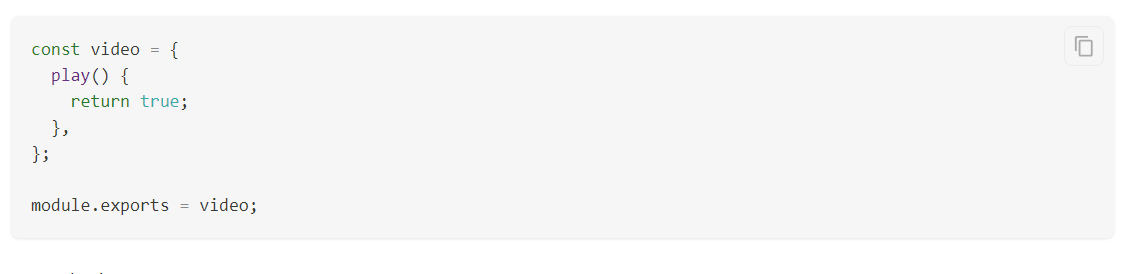 const video = {
  play() {
    return true;
  },
};

module.exports = video;